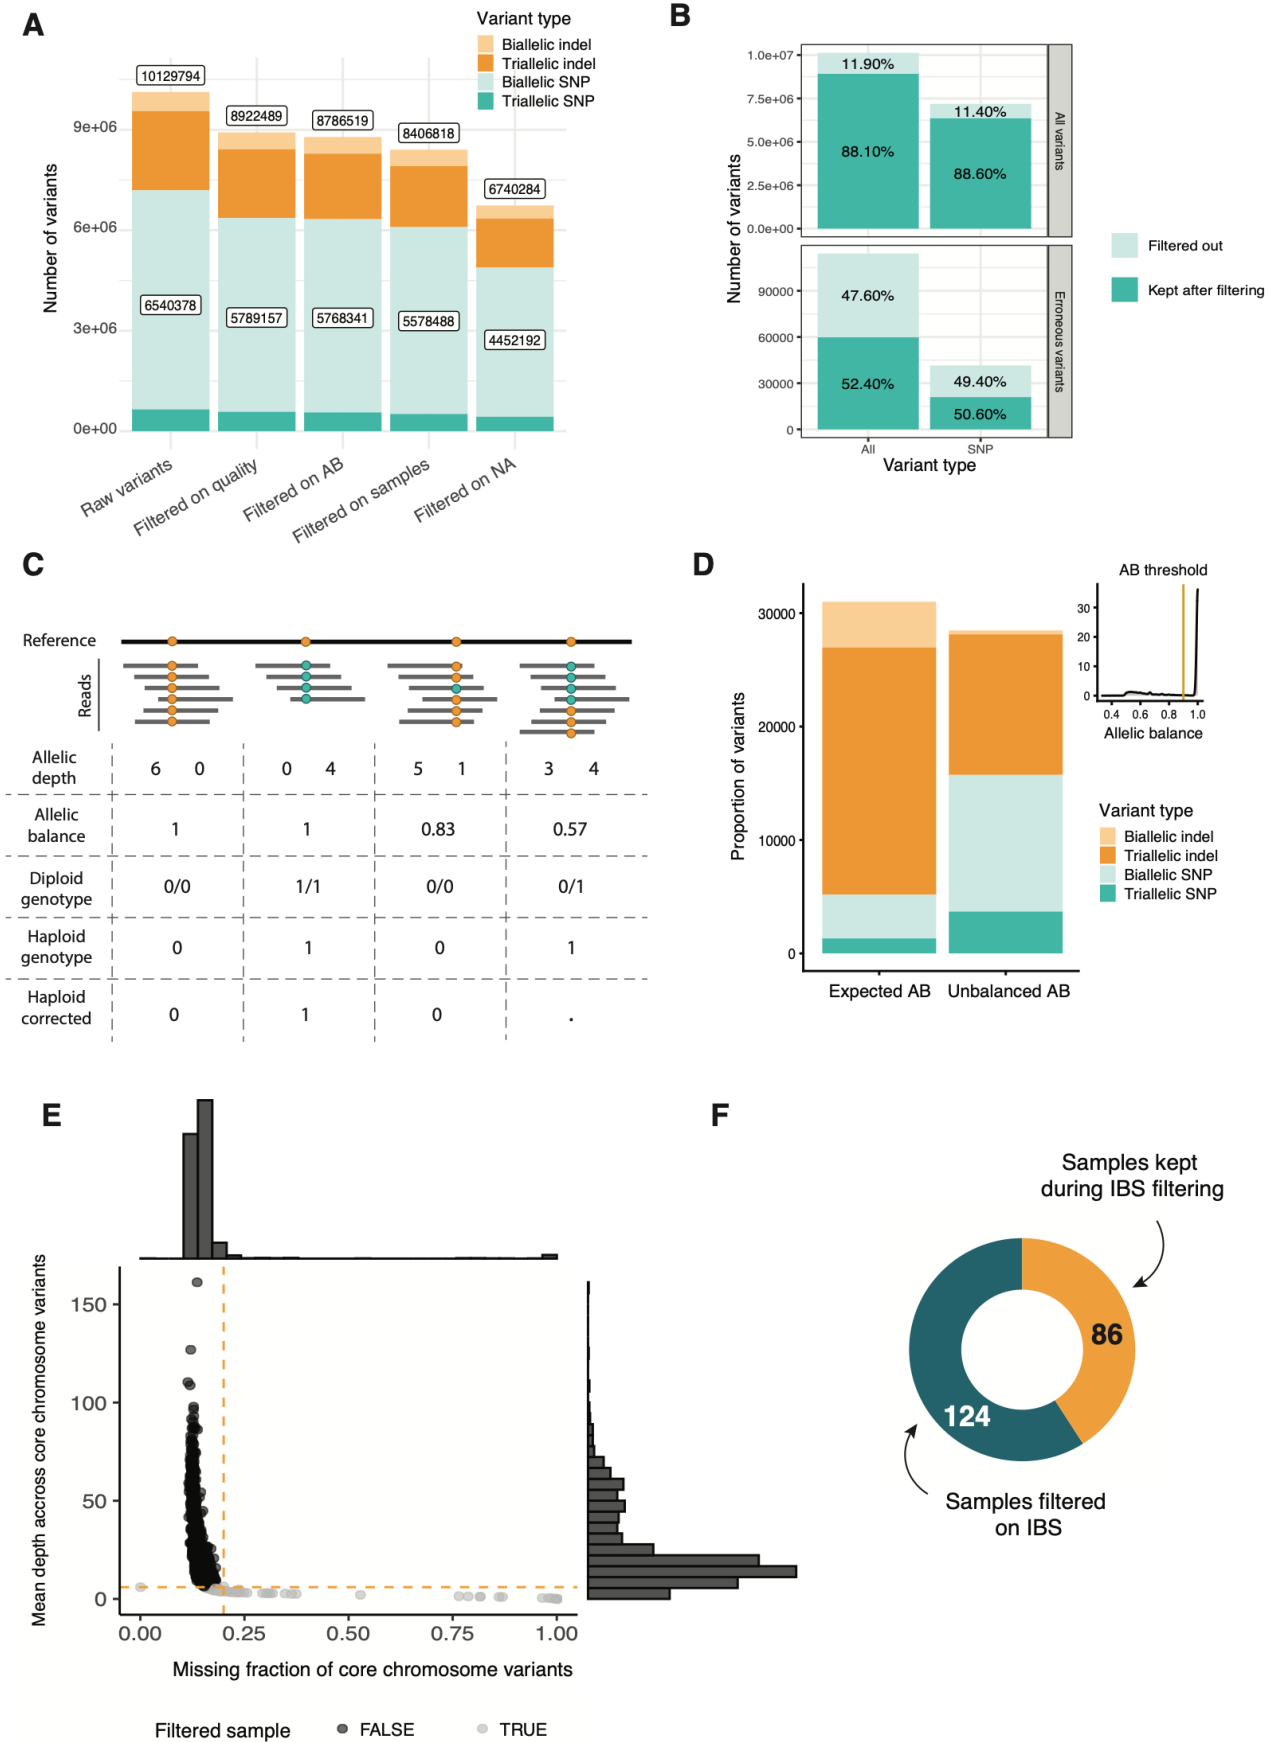 A
Variant type
Biallelic indel
Triallelic indel
Biallelic SNP
Triallelic SNP
Number of variants
9e+06
6e+06
3e+06
0e+00
10129794
8922489
8786519
8406818
6740284
6540378
5789157
5768341
5578488
4452192
Raw variants
Filtered on quality
Filtered on AB
Filtered on samples
Filtered on NA
B
Number of variants
1.0e+07
7.5e+06
5.0e+06
2.5e+06
0.0e+00
11.90%
88.10%
11.40%
88.60%
All variants
90000
60000
30000
0
47.60%
52.40%
49.40%
50.60%
Erroneous variants
All
SNP
Variant type
Filtered out
Kept after filtering
C
Reference
Reads
Allelic
depth
6 0
0 4
5 1
3 4
Allelic
balance
1
1
0.83
0.57
Diploid
genotype
0/0
1/1
0/0
0/1
Haploid
genotype
0
1
0
1
Haploid
corrected
0
1
0
.
D
Proportion of variants
30000
20000
10000
0
Expected AB
Unbalanced AB
AB threshold
30
20
10
0
0.4
0.6
0.8
1.0
Allelic balance
Variant type
Biallelic indel
Triallelic indel
Biallelic SNP
Triallelic SNP
E
Mean depth accross core chromosome variants
150
100
50
0
0.00
0.25
0.50
0.75
1.00
Missing fraction of core chromosome variants
Filtered sample
FALSE
TRUE
F
Samples kept
during IBS filtering
86
124
Samples filtered
on IBS